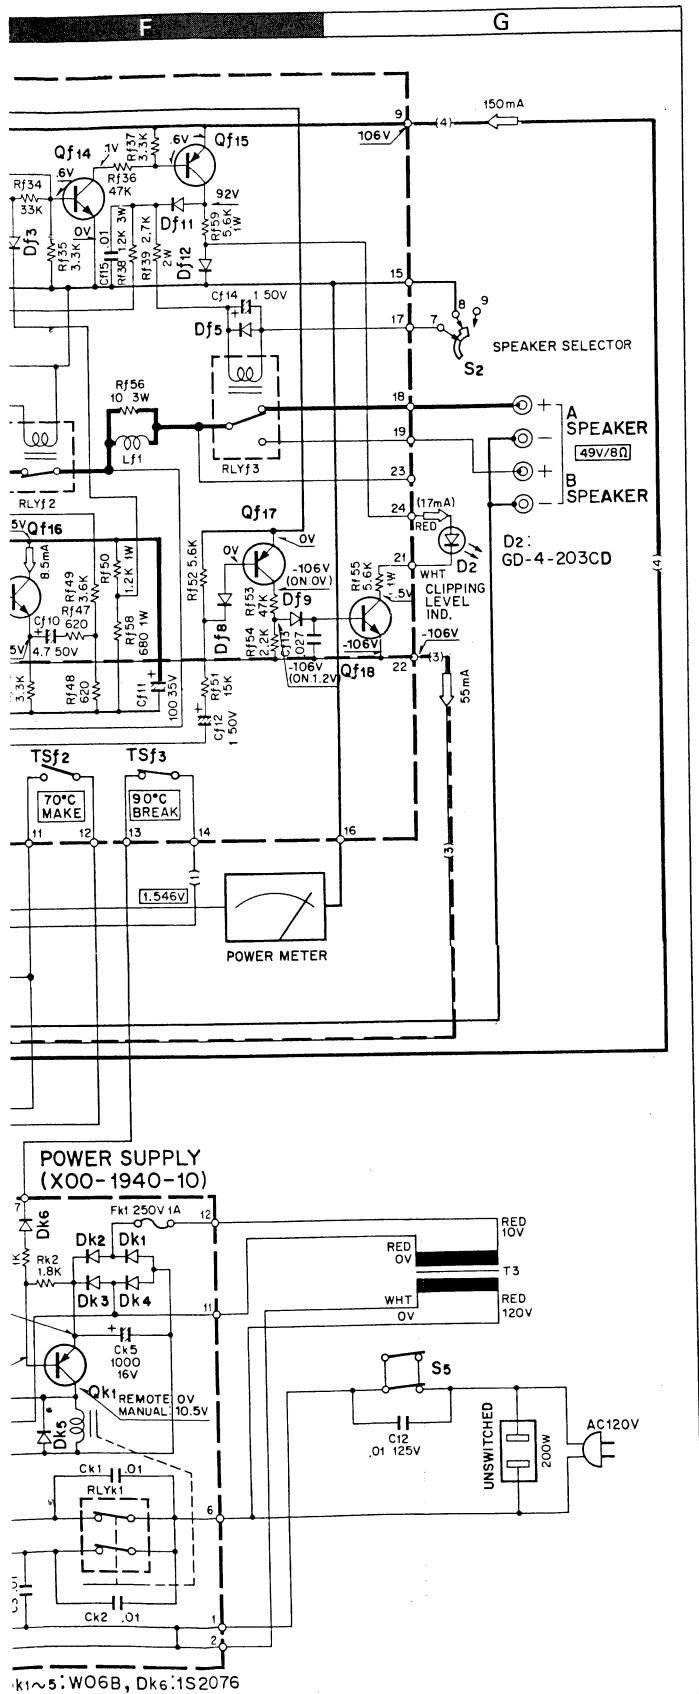 F
G
9
(4)
150mA
106V
Qf14
.1V
Rf37
3.3K
.6V
Qf15
Rf34
33K
.6V
Rf36
47K
92V
Df3
Rf35
3.3K
0V
Cf15 .01
Rf38 1.2K 3W
Rf39 2.7K
2W
Df11
Df12
Rf59
5.6K
1W
Cf14
+
1 50V
15
8
9
17
7
Df5
SPEAKER SELECTOR
S2
Rf56
10 3W
18
+
A
SPEAKER
Lf1
19
-
49V/8Ω
+
B
SPEAKER
-
23
RLYf2
RLYf3
24
(17mA)
RED
5V
Qf16
Qf17
0V
D2
D2:
GD-4-203CD
8.5mA
Rf49
3.6K
Rf50
1.2K 1W
Rf52 5.6K
0V
-106V
(ON:0V)
21
WHT
Rf55
5.6K
1W
CLIPPING
LEVEL
IND.
(4)
Rf47
620
Cf10
+
4.7 50V
Rf58
680 1W
Df8
Rf53
47K
Df9
.5V
Rf54
2.2K
Cf13
.027
-106V
Qf18
-106V
22
(3)
5V
3.3K
Rf48
620
Cf11
+
100 35V
Rf51
15K
+
Cf12
1 50V
-106V
(ON:1.2V)
55mA
TSf2
TSf3
70°C
MAKE
90°C
BREAK
11
12
13
14
16
(3)
(1)
1.546V
POWER METER
POWER SUPPLY
(X00-1940-10)
7
Fk1 250V 1A
12
RED
10V
Dk6
Dk2
Dk1
RED
0V
1K
Rk2
1.8K
T3
Dk3
Dk4
11
WHT
0V
RED
120V
+
Ck5
1000
16V
S5
Qk1
REMOTE:0V
MANUAL:10.5V
Dk5
C12
.01 125V
UNSWITCHED
200W
AC120V
Ck1
.01
RLYk1
6
Ck2
.01
1
2
k1~5:W06B, Dk6:1S2076